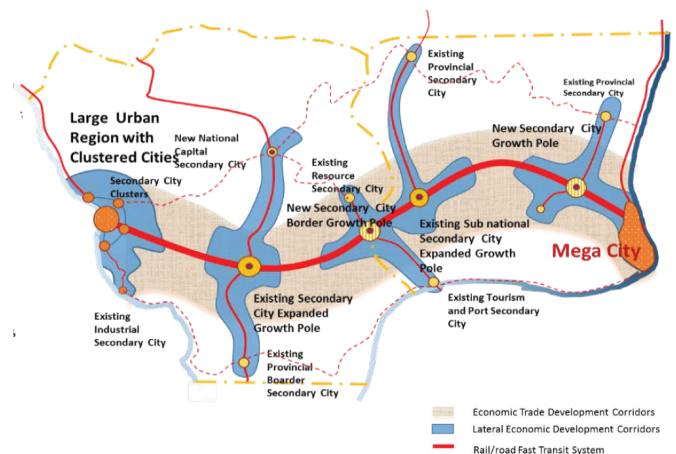 Existing
Provincial
Secondary
City
Existing Provincial
Secondary City
Large Urban
Region with
Clustered Cities
New National
Capital
Secondary City
New Secondary City
Growth Pole
Existing
Resource
Secondary City
Secondary City
Clusters
New Secondary City
Border Growth Pole
Existing Sub national
Secondary City
Expanded Growth
Pole
Mega City
Existing Secondary
City Expanded
Growth Pole
Existing Tourism
and Port Secondary
City
Existing
Industrial
Secondary City
Existing
Provincial
Boarder
Secondary City
Economic Trade Development Corridors
Lateral Economic Development Corridors
Rail/road Fast Transit System